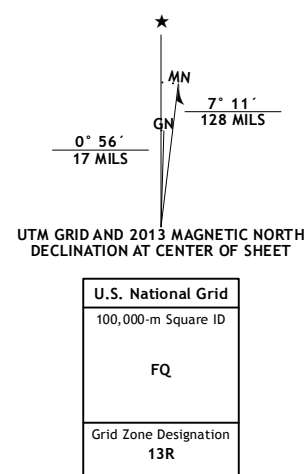 ★
MN
GN
7° 11´
128 MILS
0° 56´
17 MILS
UTM GRID AND 2013 MAGNETIC NORTH
DECLINATION AT CENTER OF SHEET
U.S. National Grid
100,000-m Square ID
FQ
Grid Zone Designation
13R